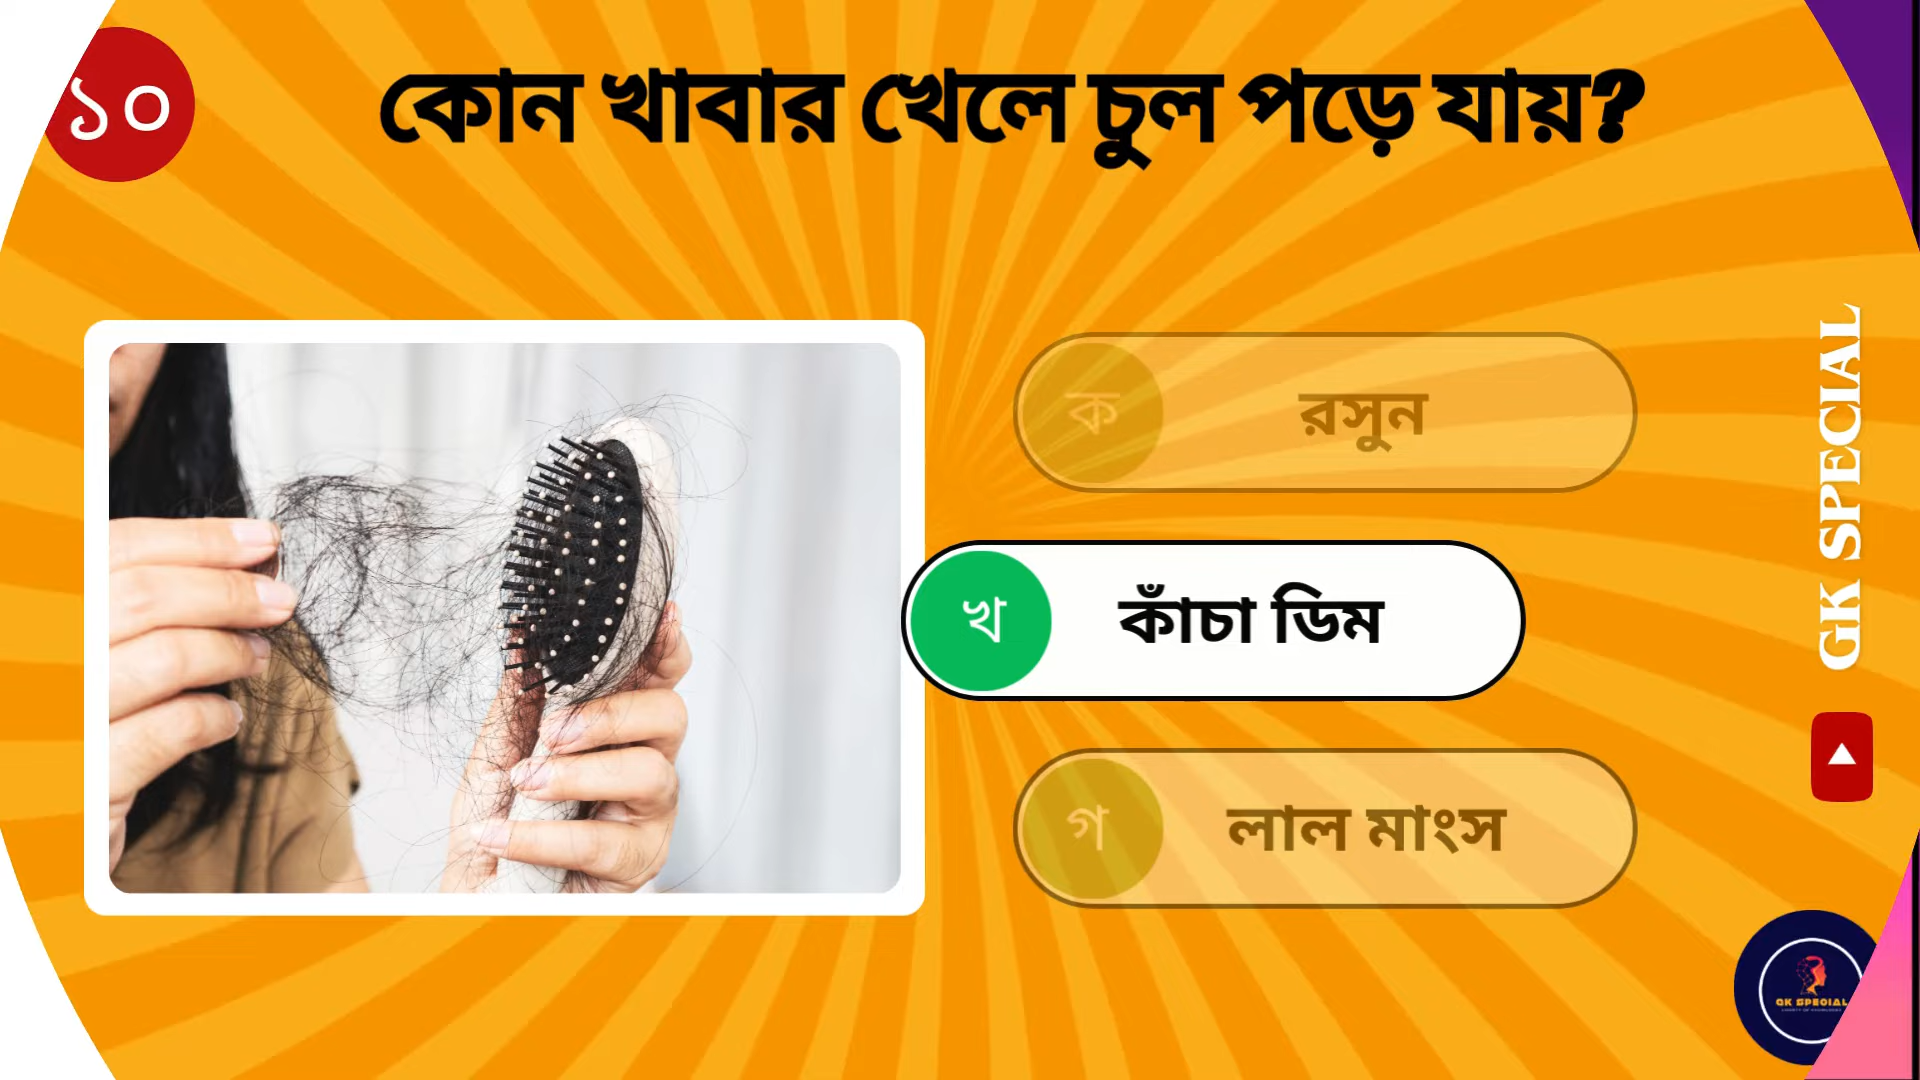 ১০
কোন খাবার খেলে চুল পড়ে যায়?
ক রসুন
খ কাঁচা ডিম
গ লাল মাংস
GK SPECIAL
GK SPECIAL